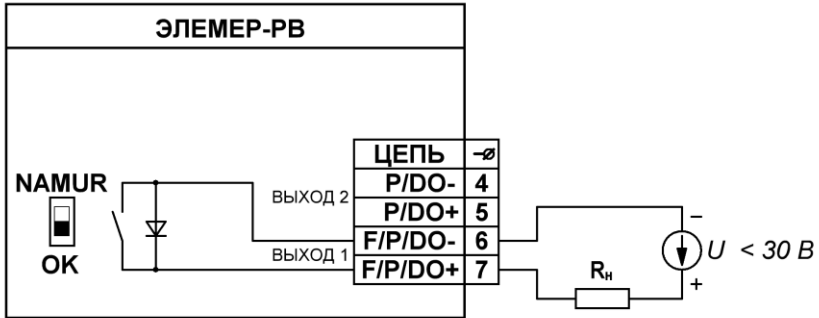 ЭЛЕМЕР-РВ
ЦЕПЬ
NAMUR
OK
ВЫХОД 2
P/DO- 4
P/DO+ 5
ВЫХОД 1
F/P/DO- 6
F/P/DO+ 7
Rн
–
U < 30 В
+